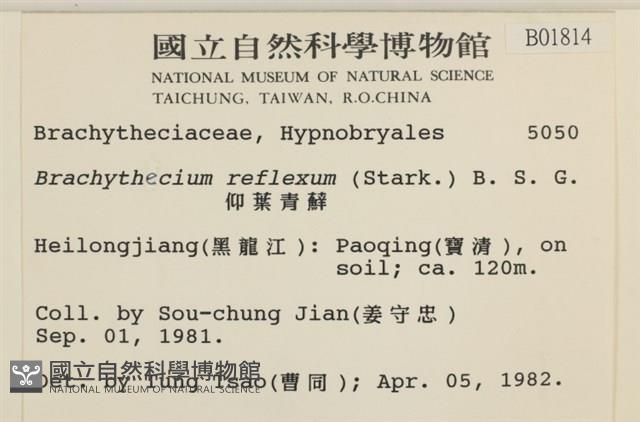 國立自然科學博物館
B01814
NATIONAL MUSEUM OF NATURAL SCIENCE
TAICHUNG, TAIWAN, R.O.CHINA
Brachytheciaceae, Hypnobryales 5050
Brachythecium reflexum (Stark.) B. S. G.
仰葉青蘚
Heilongjiang(黑龍江): Paoqing(寶清), on
soil; ca. 120m.
Coll. by Sou-chung Jian(姜守忠)
Sep. 01, 1981.
Det. by Tung Tsao(曹同); Apr. 05, 1982.
國立自然科學博物館
NATIONAL MUSEUM OF NATURAL SCIENCE